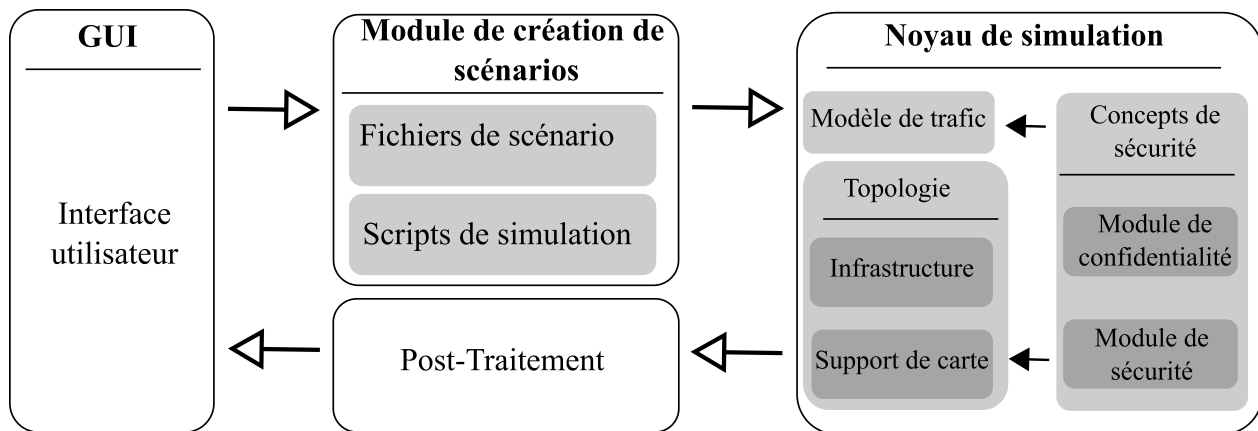 GUI
Interface
utilisateur
Module de création de
scénarios
Fichiers de scénario
Scripts de simulation
Post-Traitement
Noyau de simulation
Modèle de trafic
Topologie
Infrastructure
Support de carte
Concepts de
sécurité
Module de
confidentialité
Module de
sécurité